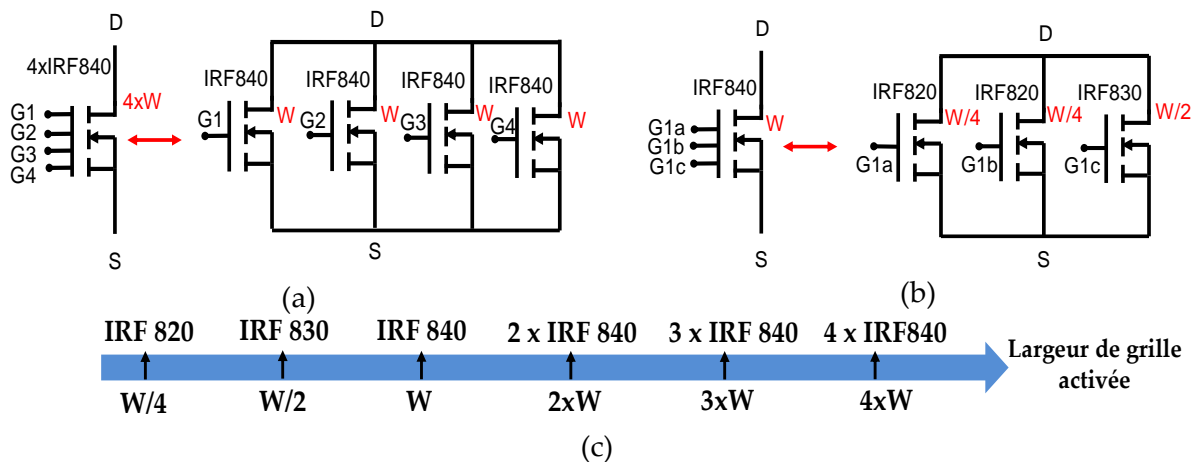 D
4xIRF840
4xW
G1
G2
G3
G4
S
D
IRF840
IRF840
IRF840
IRF840
W
W
W
W
G1
G2
G3
G4
S
(a)
D
IRF840
W
G1a
G1b
G1c
S
D
IRF820
IRF820
IRF830
W/4
W/4
W/2
G1a
G1b
G1c
S
(b)
IRF 820
IRF 830
IRF 840
2 x IRF 840
3 x IRF 840
4 x IRF840
Largeur de grille
activée
W/4
W/2
W
2xW
3xW
4xW
(c)